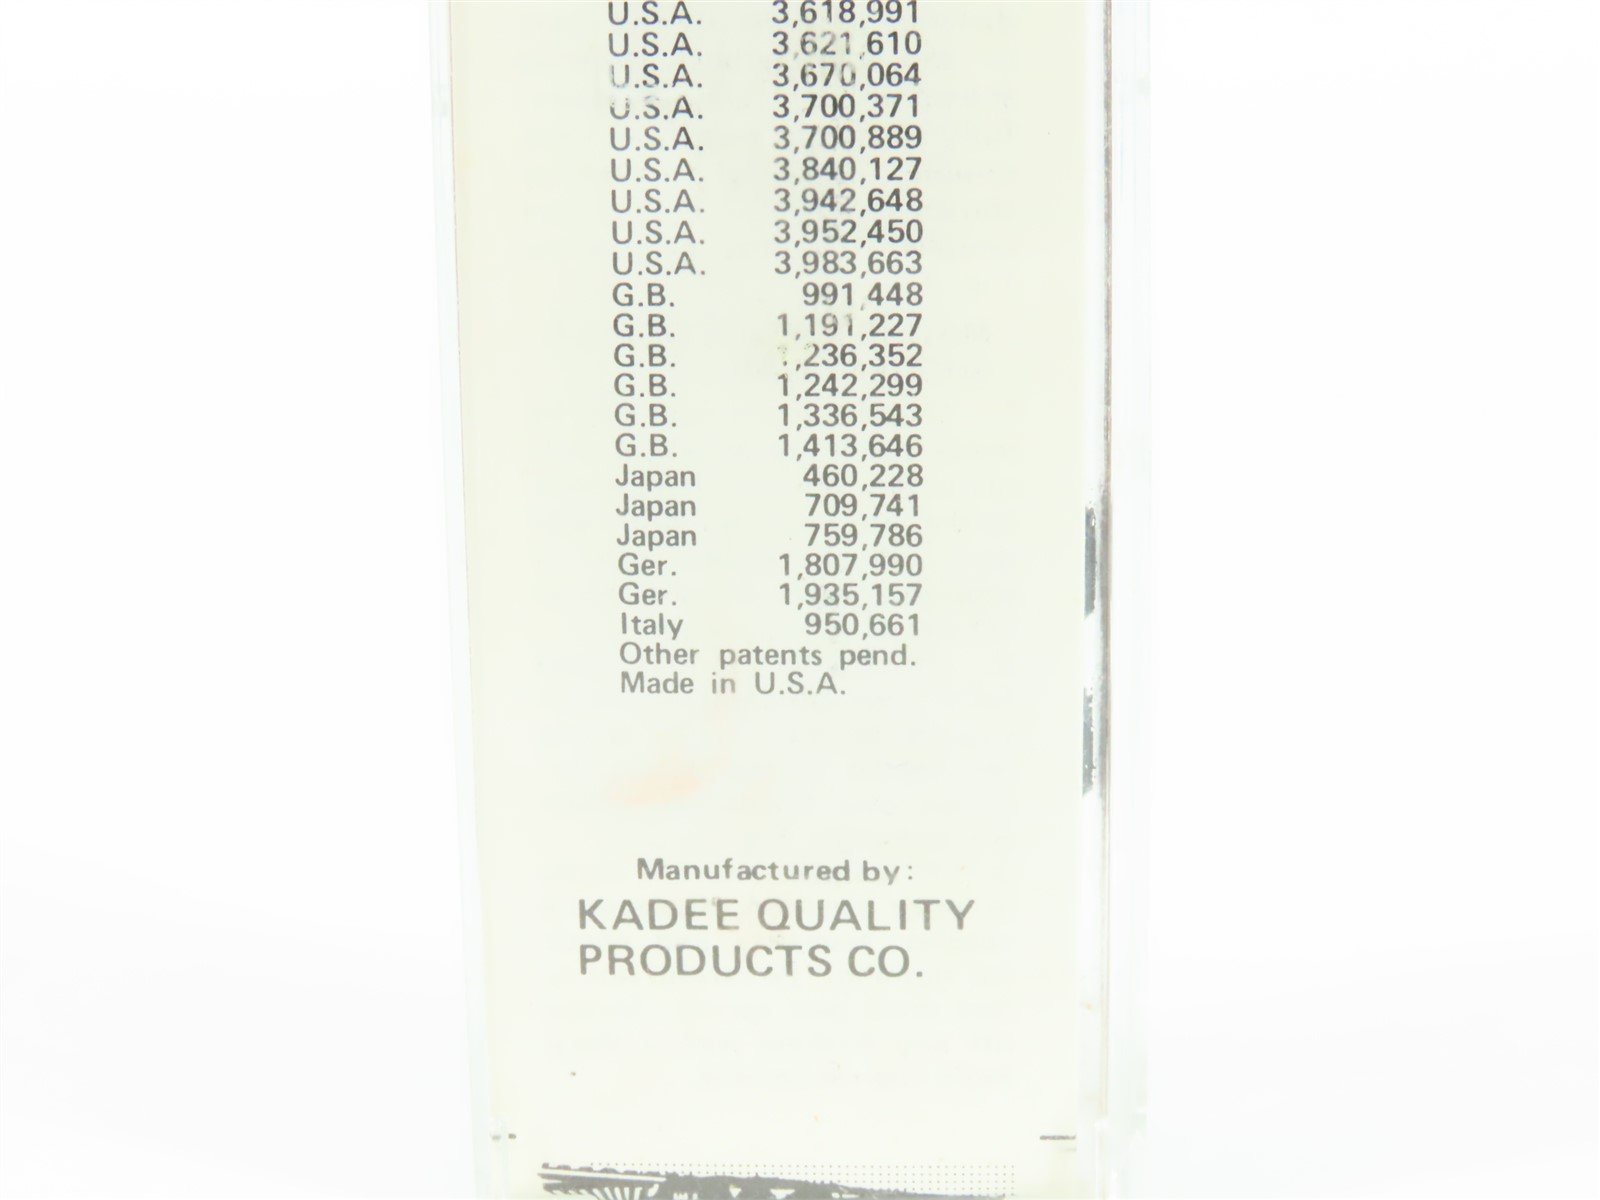 U.S.A. 3,618,991
U.S.A. 3,621,610
U.S.A. 3,670,064
U.S.A. 3,700,371
U.S.A. 3,700,889
U.S.A. 3,840,127
U.S.A. 3,942,648
U.S.A. 3,952,450
U.S.A. 3,983,663
G.B. 991,448
G.B. 1,191,227
G.B. 1,236,352
G.B. 1,242,299
G.B. 1,336,543
G.B. 1,413,646
Japan 460,228
Japan 709,741
Japan 759,786
Ger. 1,807,990
Ger. 1,935,157
Italy 950,661
Other patents pend.
Made in U.S.A.
Manufactured by:
KADEE QUALITY
PRODUCTS CO.